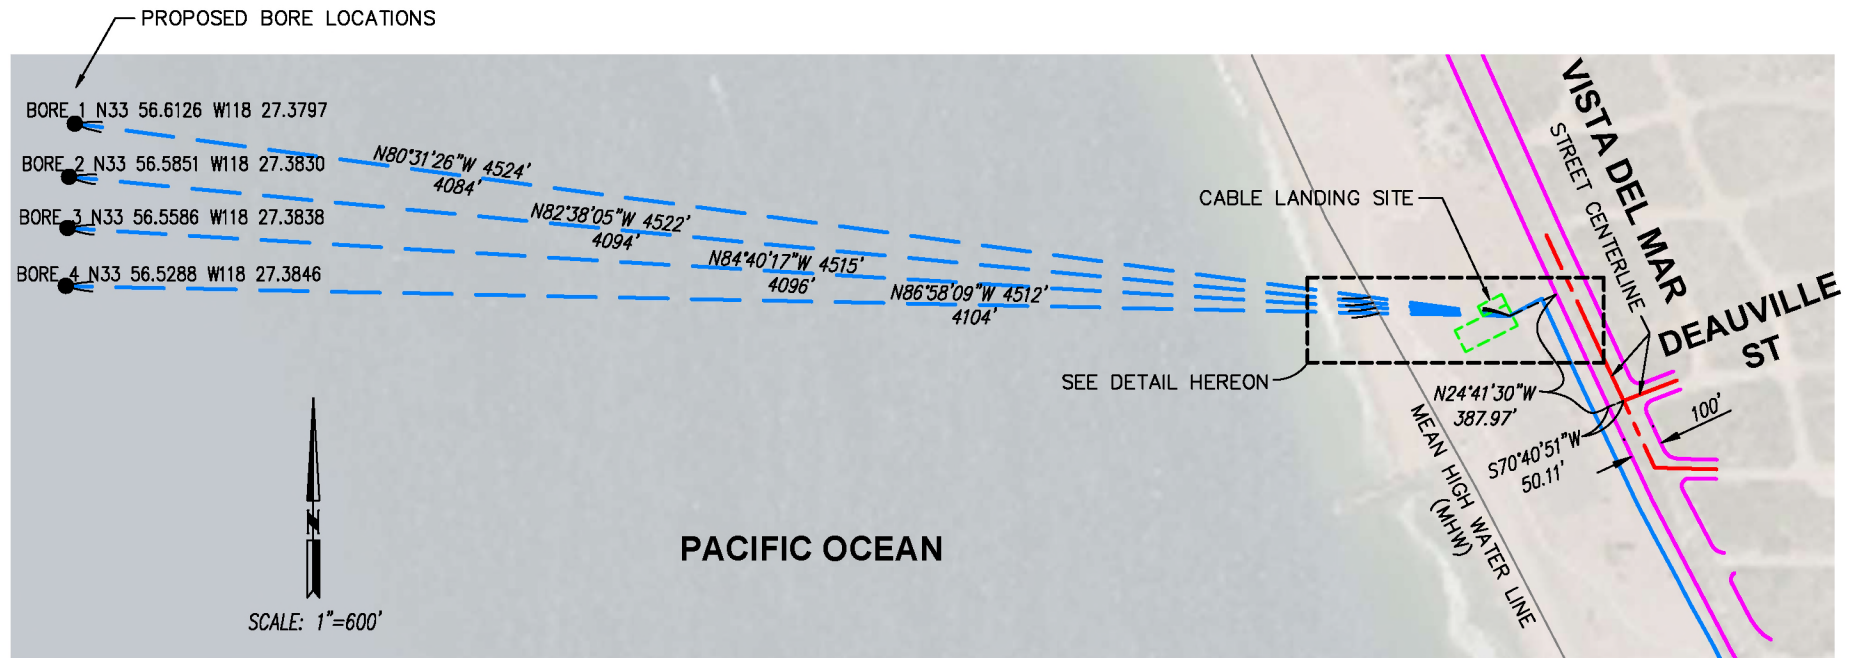 PROPOSED BORE LOCATIONS
BORE 1 N33 56.6126 W118 27.3797
BORE 2 N33 56.5851 W118 27.3830
BORE 3 N33 56.5586 W118 27.3838
BORE 4 N33 56.5288 W118 27.3846
N80°31'26"W 4524'
4084'
N82°38'05"W 4522'
4094'
N84°40'17"W 4515'
4096'
N86°58'09"W 4512'
4104'
CABLE LANDING SITE
SEE DETAIL HEREON
VISTA DEL MAR
STREET CENTERLINE
DEAUVILLE
ST
N24°41'30"W
387.97'
S70°40'51"W
50.11'
100'
MEAN HIGH WATER LINE
(MHW)
PACIFIC OCEAN
N
SCALE: 1"=600'